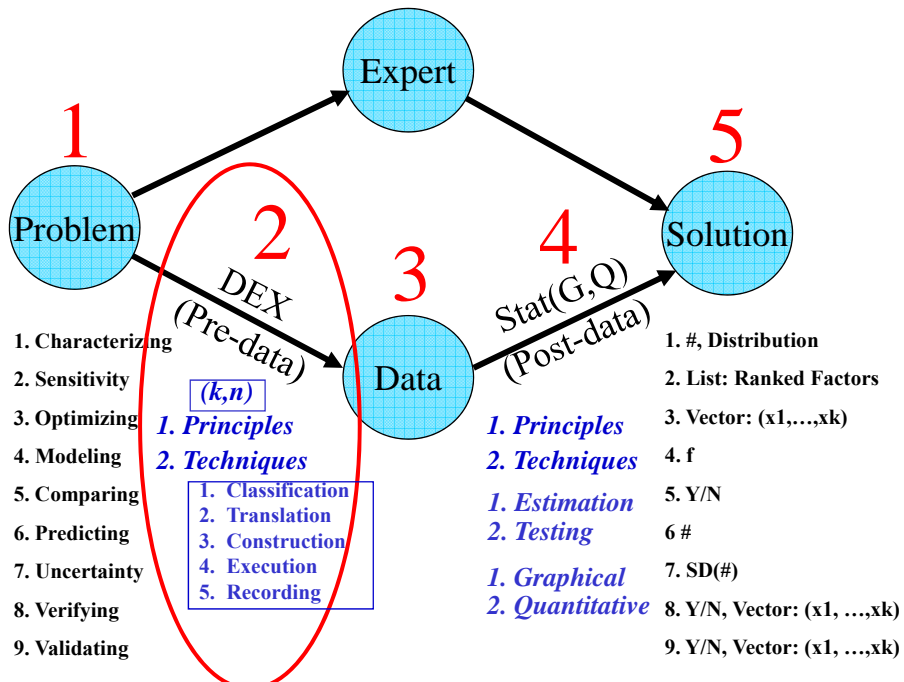 Expert
1
5
Problem
2
4
Solution
3
DEX
(Pre-data)
Stat(G,Q)
(Post-data)
Data
1. Characterizing
2. Sensitivity
3. Optimizing
4. Modeling
5. Comparing
6. Predicting
7. Uncertainty
8. Verifying
9. Validating
(k,n)
1. Principles
2. Techniques
1. Classification
2. Translation
3. Construction
4. Execution
5. Recording
1. Principles
2. Techniques
1. Estimation
2. Testing
1. Graphical
2. Quantitative
1. #, Distribution
2. List: Ranked Factors
3. Vector: (x1,…,xk)
4. f
5. Y/N
6 #
7. SD(#)
8. Y/N, Vector: (x1, …,xk)
9. Y/N, Vector: (x1, …,xk)